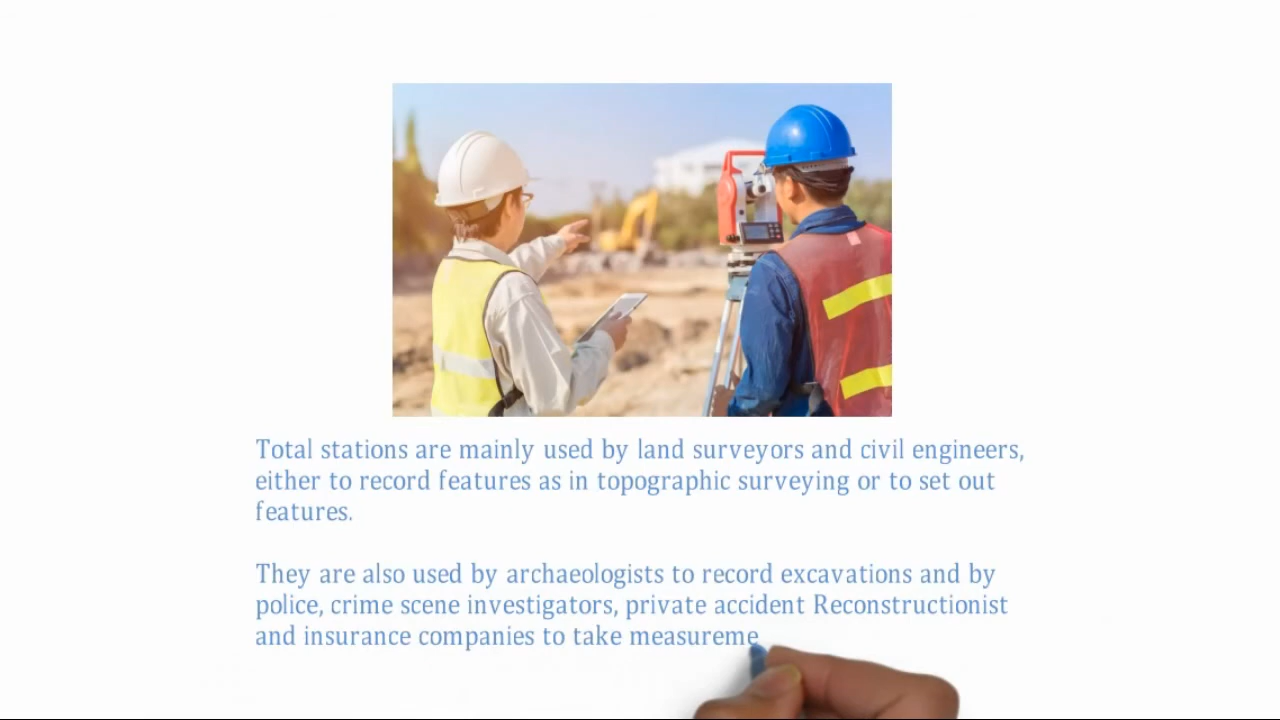 Total stations are mainly used by land surveyors and civil engineers,
either to record features as in topographic surveying or to set out
features.
They are also used by archaeologists to record excavations and by
police, crime scene investigators, private accident Reconstructionist
and insurance companies to take measureme